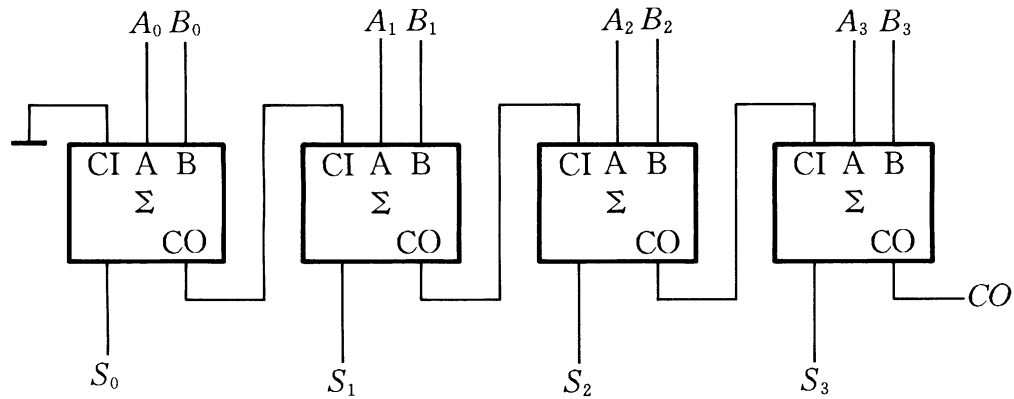 A₀ B₀ A₁ B₁ A₂ B₂ A₃ B₃
CI A B CI A B CI A B CI A B
Σ Σ Σ Σ
CO CO CO CO
CO
S₀ S₁ S₂ S₃